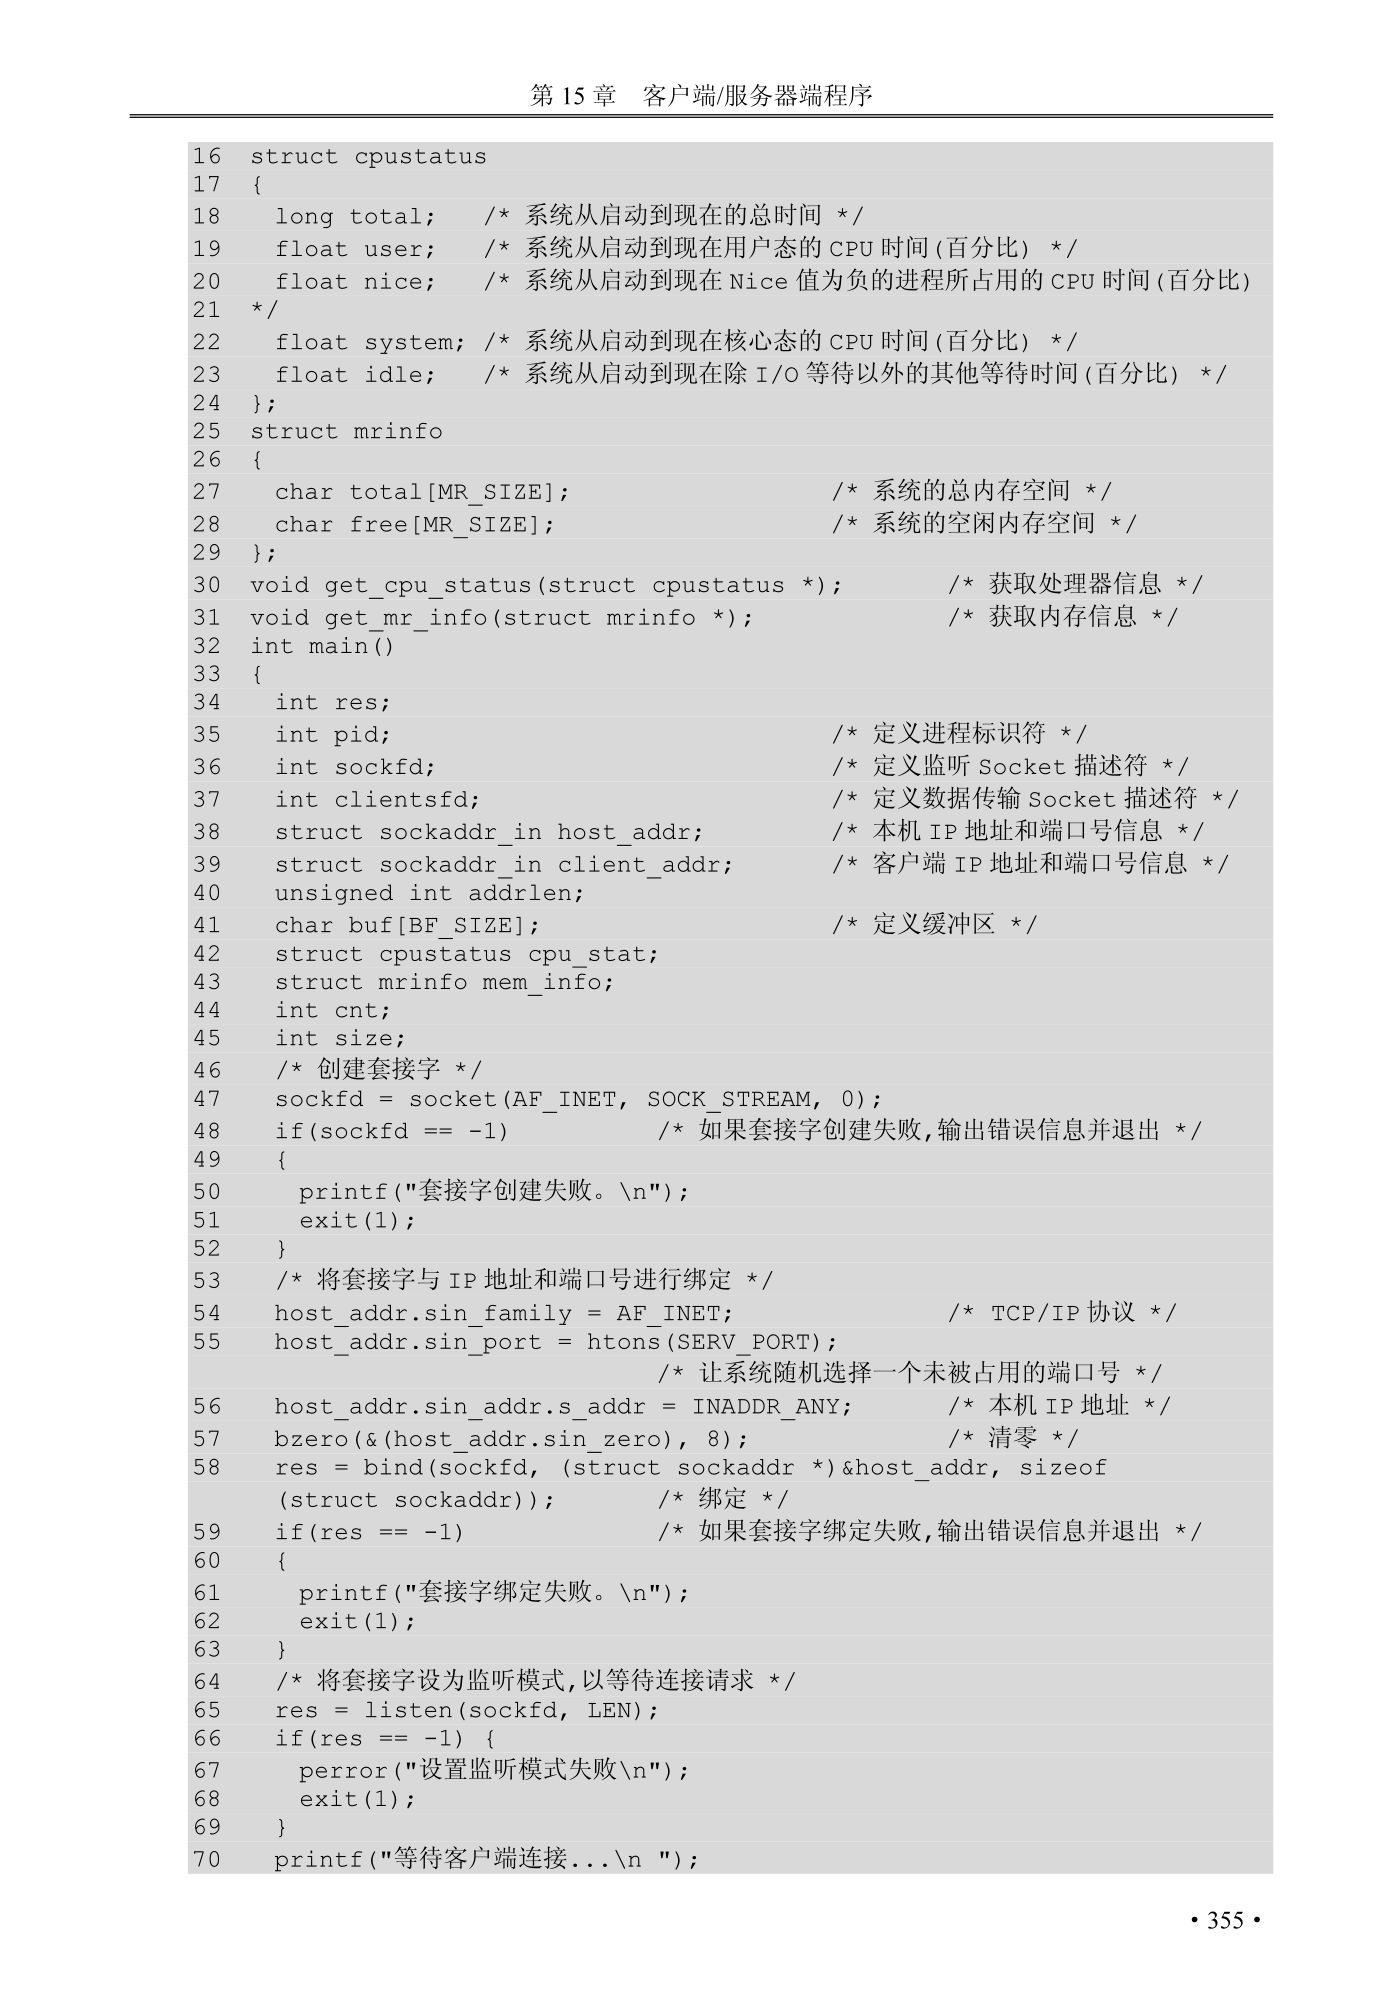 第 15 章　客户端/服务器端程序
16  struct cpustatus
17  {
18    long total;   /* 系统从启动到现在的总时间 */
19    float user;   /* 系统从启动到现在用户态的 CPU 时间(百分比) */
20    float nice;   /* 系统从启动到现在 Nice 值为负的进程所占用的 CPU 时间(百分比)
21  */
22    float system; /* 系统从启动到现在核心态的 CPU 时间(百分比) */
23    float idle;   /* 系统从启动到现在除 I/O 等待以外的其他等待时间(百分比) */
24  };
25  struct mrinfo
26  {
27    char total[MR_SIZE];                     /* 系统的总内存空间 */
28    char free[MR_SIZE];                      /* 系统的空闲内存空间 */
29  };
30  void get_cpu_status(struct cpustatus *);       /* 获取处理器信息 */
31  void get_mr_info(struct mrinfo *);             /* 获取内存信息 */
32  int main()
33  {
34    int res;
35    int pid;                              /* 定义进程标识符 */
36    int sockfd;                           /* 定义监听 Socket 描述符 */
37    int clientsfd;                        /* 定义数据传输 Socket 描述符 */
38    struct sockaddr_in host_addr;         /* 本机 IP 地址和端口号信息 */
39    struct sockaddr_in client_addr;       /* 客户端 IP 地址和端口号信息 */
40    unsigned int addrlen;
41    char buf[BF_SIZE];                    /* 定义缓冲区 */
42    struct cpustatus cpu_stat;
43    struct mrinfo mem_info;
44    int cnt;
45    int size;
46    /* 创建套接字 */
47    sockfd = socket(AF_INET, SOCK_STREAM, 0);
48    if(sockfd == -1)          /* 如果套接字创建失败,输出错误信息并退出 */
49    {
50      printf("套接字创建失败。\n");
51      exit(1);
52    }
53    /* 将套接字与 IP 地址和端口号进行绑定 */
54    host_addr.sin_family = AF_INET;              /* TCP/IP 协议 */
55    host_addr.sin_port = htons(SERV_PORT);
/* 让系统随机选择一个未被占用的端口号 */
56    host_addr.sin_addr.s_addr = INADDR_ANY;      /* 本机 IP 地址 */
57    bzero(&(host_addr.sin_zero), 8);             /* 清零 */
58    res = bind(sockfd, (struct sockaddr *)&host_addr, sizeof
(struct sockaddr));       /* 绑定 */
59    if(res == -1)             /* 如果套接字绑定失败,输出错误信息并退出 */
60    {
61      printf("套接字绑定失败。\n");
62      exit(1);
63    }
64    /* 将套接字设为监听模式,以等待连接请求 */
65    res = listen(sockfd, LEN);
66    if(res == -1) {
67      perror("设置监听模式失败\n");
68      exit(1);
69    }
70    printf("等待客户端连接...\n ");
• 355 •